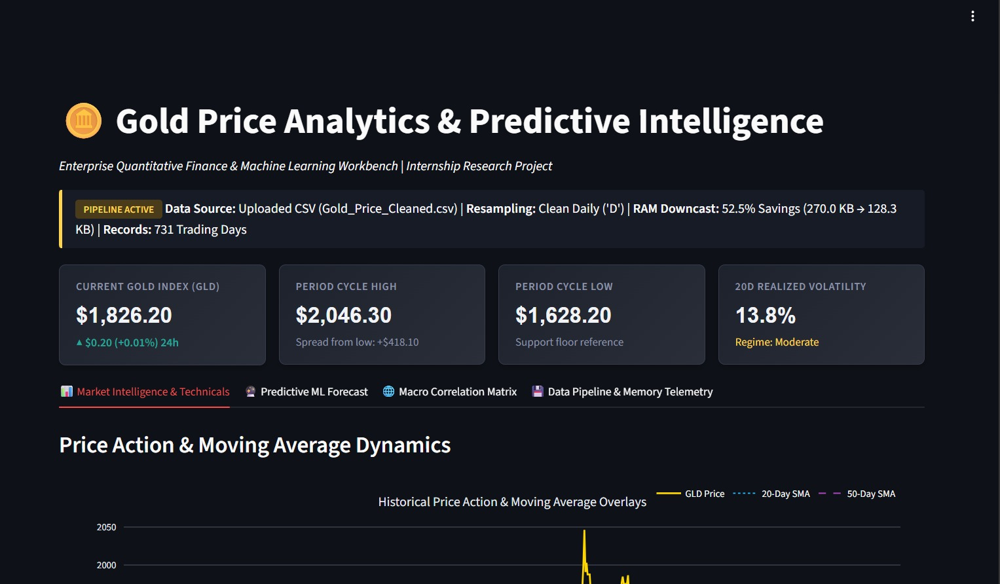 Gold Price Analytics & Predictive Intelligence
Enterprise Quantitative Finance & Machine Learning Workbench | Internship Research Project
PIPELINE ACTIVE Data Source: Uploaded CSV (Gold_Price_Cleaned.csv) | Resampling: Clean Daily ('D') | RAM Downcast: 52.5% Savings (270.0 KB → 128.3
KB) | Records: 731 Trading Days
CURRENT GOLD INDEX (GLD)
$1,826.20
▲ $0.20 (+0.01%) 24h
PERIOD CYCLE HIGH
$2,046.30
Spread from low: +$418.10
PERIOD CYCLE LOW
$1,628.20
Support floor reference
20D REALIZED VOLATILITY
13.8%
Regime: Moderate
Market Intelligence & Technicals
Predictive ML Forecast
Macro Correlation Matrix
Data Pipeline & Memory Telemetry
Price Action & Moving Average Dynamics
Historical Price Action & Moving Average Overlays
GLD Price
20-Day SMA
50-Day SMA
2050
2000